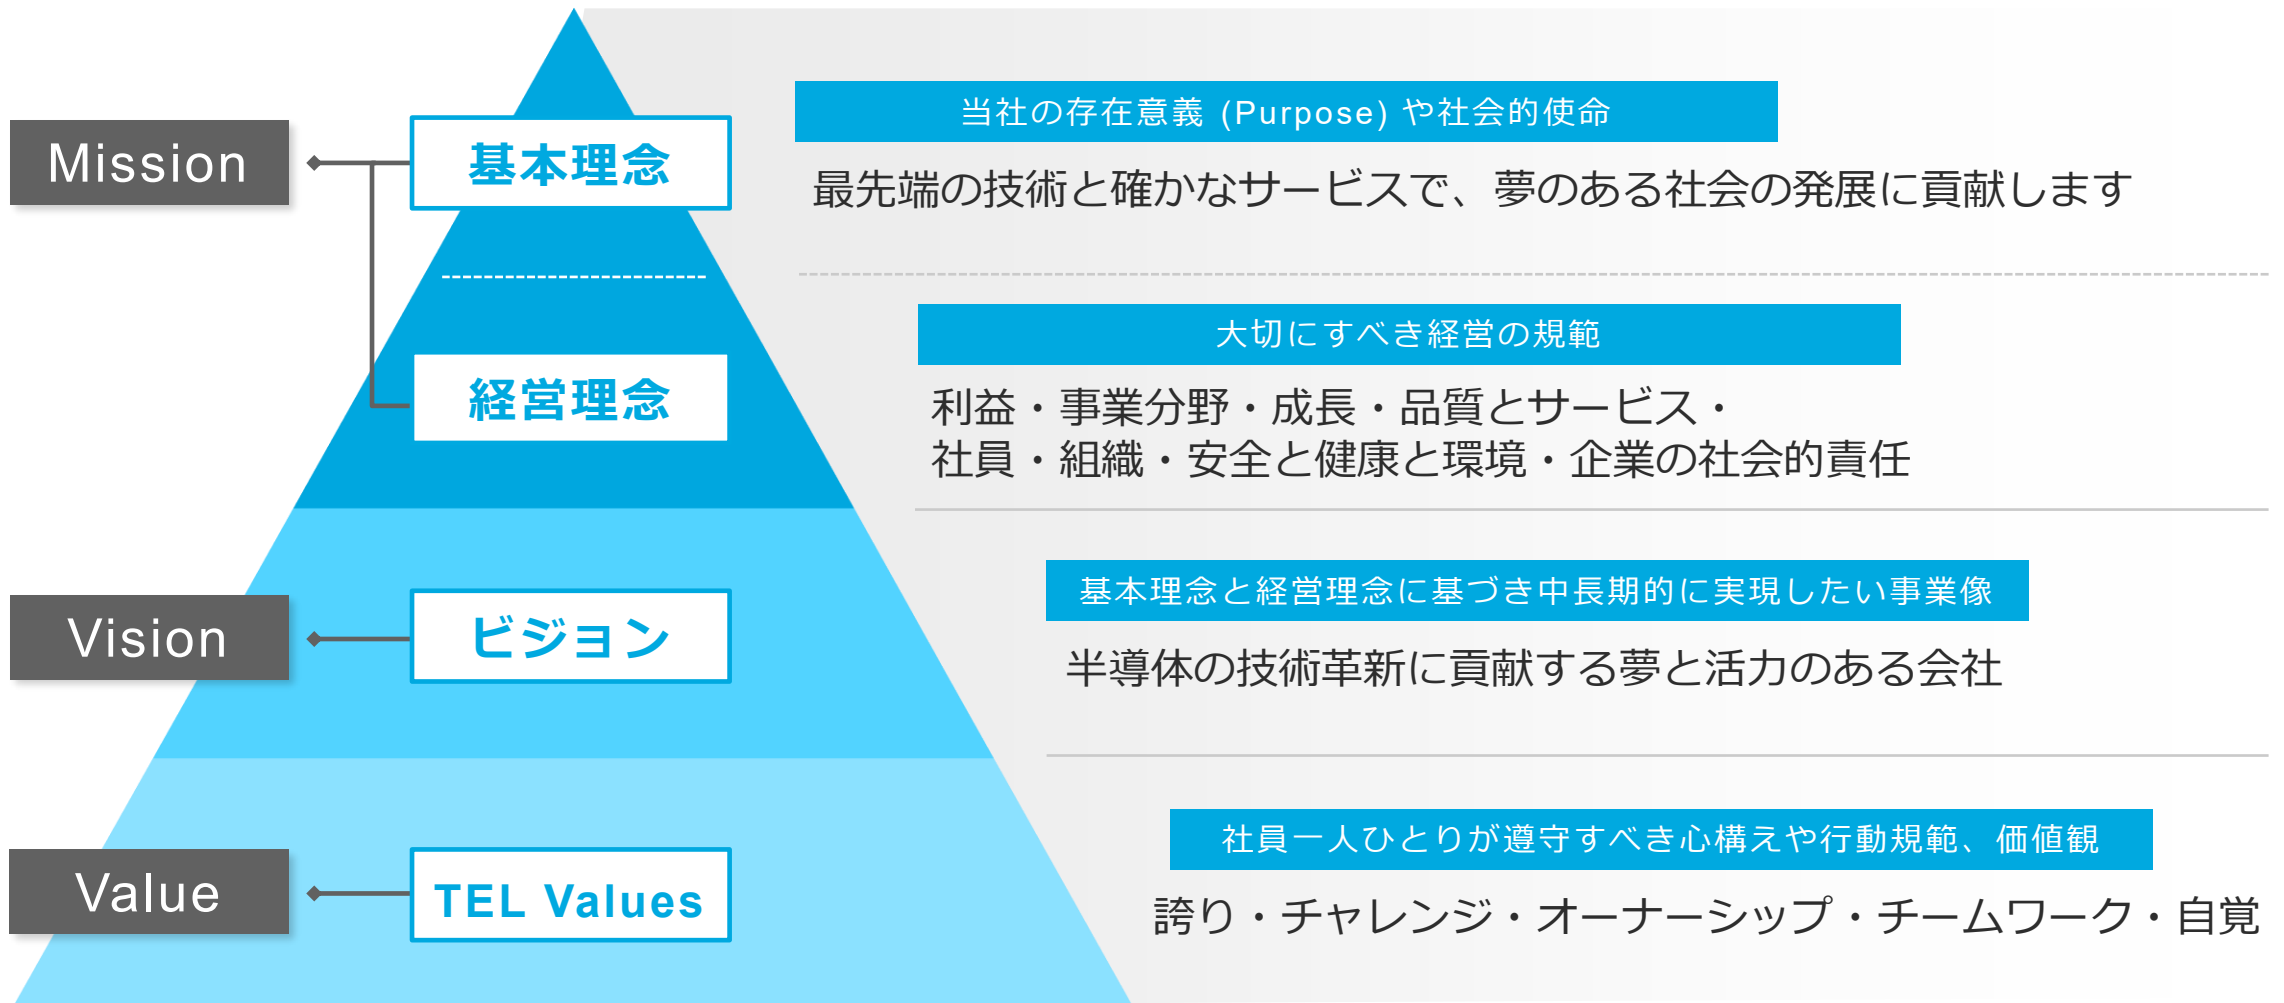 Mission
基本理念
当社の存在意義 (Purpose) や社会的使命
最先端の技術と確かなサービスで、夢のある社会の発展に貢献します
経営理念
大切にすべき経営の規範
利益・事業分野・成長・品質とサービス・
社員・組織・安全と健康と環境・企業の社会的責任
Vision
ビジョン
基本理念と経営理念に基づき中長期的に実現したい事業像
半導体の技術革新に貢献する夢と活力のある会社
Value
TEL Values
社員一人ひとりが遵守すべき心構えや行動規範、価値観
誇り・チャレンジ・オーナーシップ・チームワーク・自覚